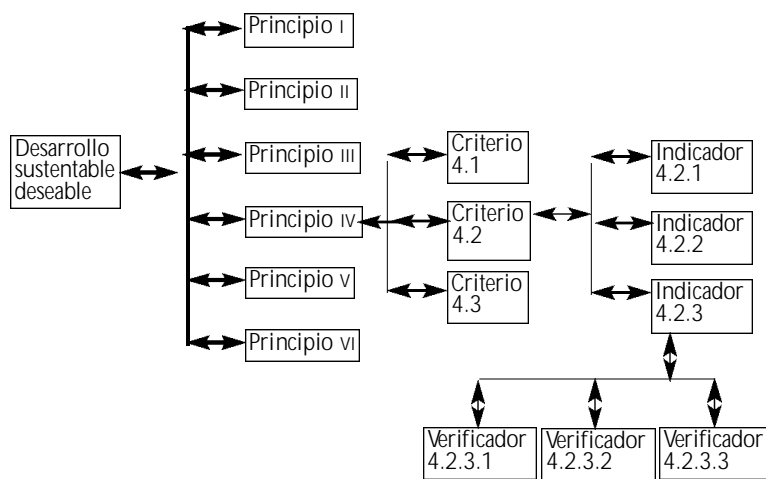 Desarrollo
sustentable
deseable
Principio I
Principio II
Principio III
Principio IV
Principio V
Principio VI
Criterio
4.1
Criterio
4.2
Criterio
4.3
Indicador
4.2.1
Indicador
4.2.2
Indicador
4.2.3
Verificador
4.2.3.1
Verificador
4.2.3.2
Verificador
4.2.3.3